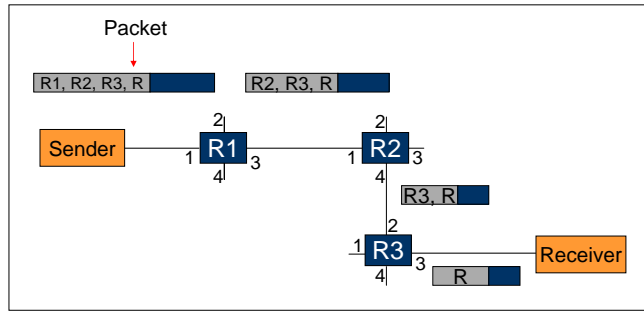 Packet
R1, R2, R3, R
R2, R3, R
Sender
1
2
R1
3
4
1
2
R2
3
4
R3, R
1
2
R3
3
4
Receiver
R